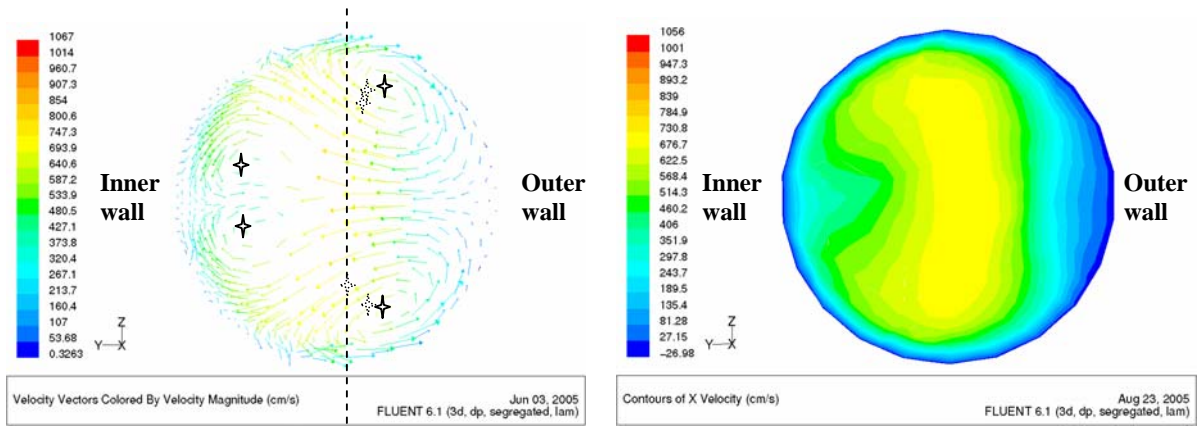 1067
1014
960.7
907.3
854
800.6
747.3
693.9
640.6
587.2
533.9
480.5
427.1
373.8
320.4
267.1
213.7
160.4
107
53.68
0.3263
Inner
wall
Outer
wall
Z
Y
X
Velocity Vectors Colored By Velocity Magnitude (cm/s)
Jun 03, 2005
FLUENT 6.1 (3d, dp, segregated, lam)
1056
1001
947.3
893.2
839
784.9
730.8
676.7
622.5
568.4
514.3
460.2
406
351.9
297.8
243.7
189.5
135.4
81.28
27.15
-26.98
Inner
wall
Outer
wall
Z
Y
X
Contours of X Velocity (cm/s)
Aug 23, 2005
FLUENT 6.1 (3d, dp, segregated, lam)